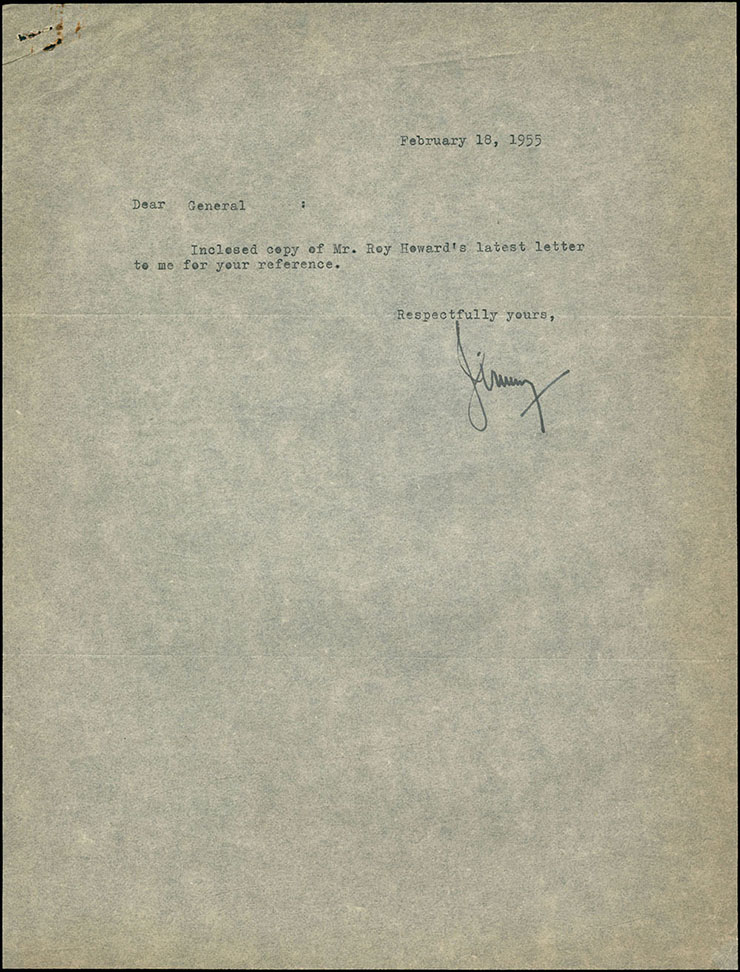 February 18, 1955
Dear General :
Inclosed copy of Mr. Roy Howard's latest letter
to me for your reference.
Respectfully yours,
Jimmy